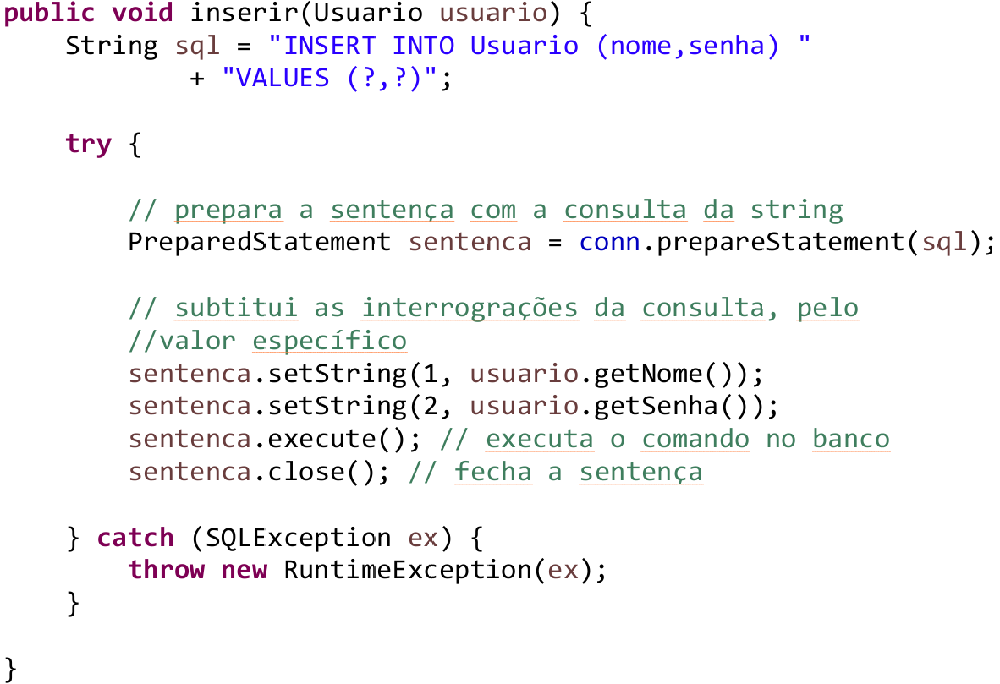 public void inserir(Usuario usuario) {
    String sql = "INSERT INTO Usuario (nome,senha) "
            + "VALUES (?,?)";
    try {
        // prepara a sentença com a consulta da string
        PreparedStatement sentenca = conn.prepareStatement(sql);
        // subtitui as interrograções da consulta, pelo
        //valor específico
        sentenca.setString(1, usuario.getNome());
        sentenca.setString(2, usuario.getSenha());
        sentenca.execute(); // executa o comando no banco
        sentenca.close(); // fecha a sentença
    } catch (SQLException ex) {
        throw new RuntimeException(ex);
    }
}